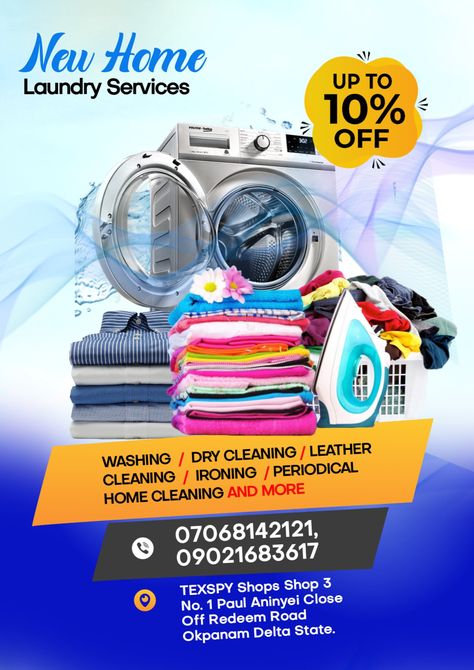 New Home
Laundry Services
UP TO
10%
OFF
WASHING / DRY CLEANING / LEATHER
CLEANING / IRONING / PERIODICAL
HOME CLEANING AND MORE
07068142121,
09021683617
TEXSPY Shops Shop 3
No. 1 Paul Aninyei Close
Off Redeem Road
Okpanam Delta State.